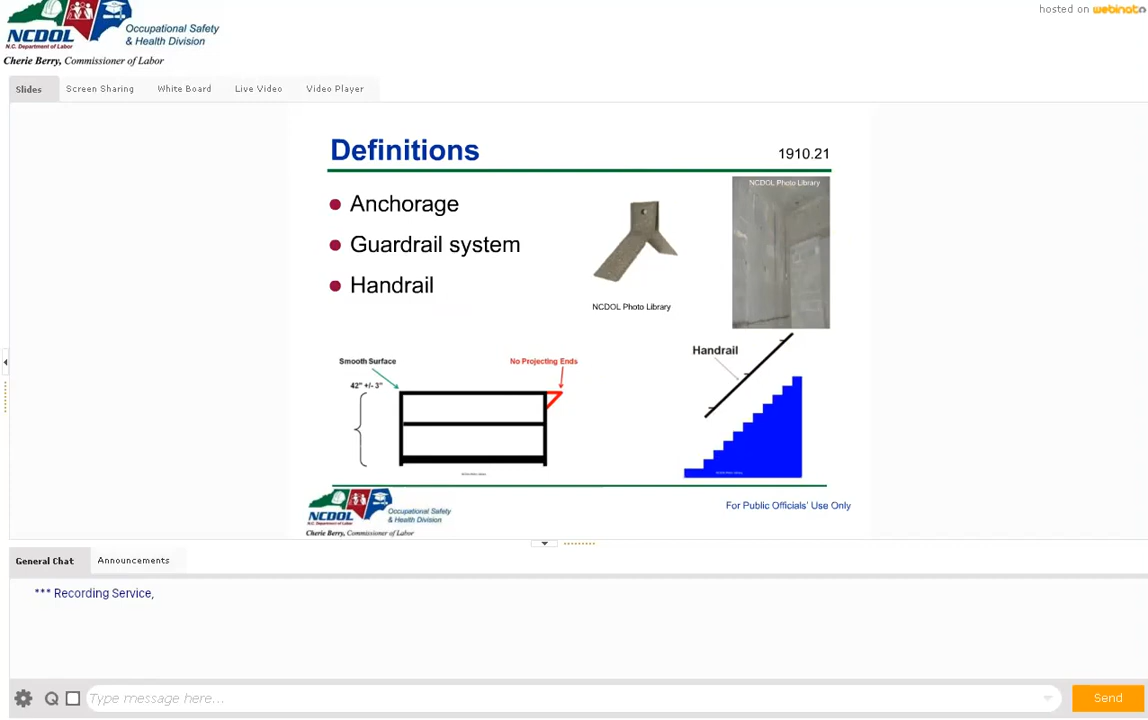 hosted on webinato
NCDOL
N.C. Department of Labor
Occupational Safety
& Health Division
Cherie Berry, Commissioner of Labor
Slides
Screen Sharing
White Board
Live Video
Video Player
Definitions
1910.21
Anchorage
Guardrail system
Handrail
NCDOL Photo Library
NCDOL Photo Library
Smooth Surface
No Projecting Ends
42" +/- 3"
Handrail
NCDOL
N.C. Department of Labor
Occupational Safety
& Health Division
Cherie Berry, Commissioner of Labor
For Public Officials' Use Only
General Chat
Announcements
*** Recording Service,
Type message here...
Send